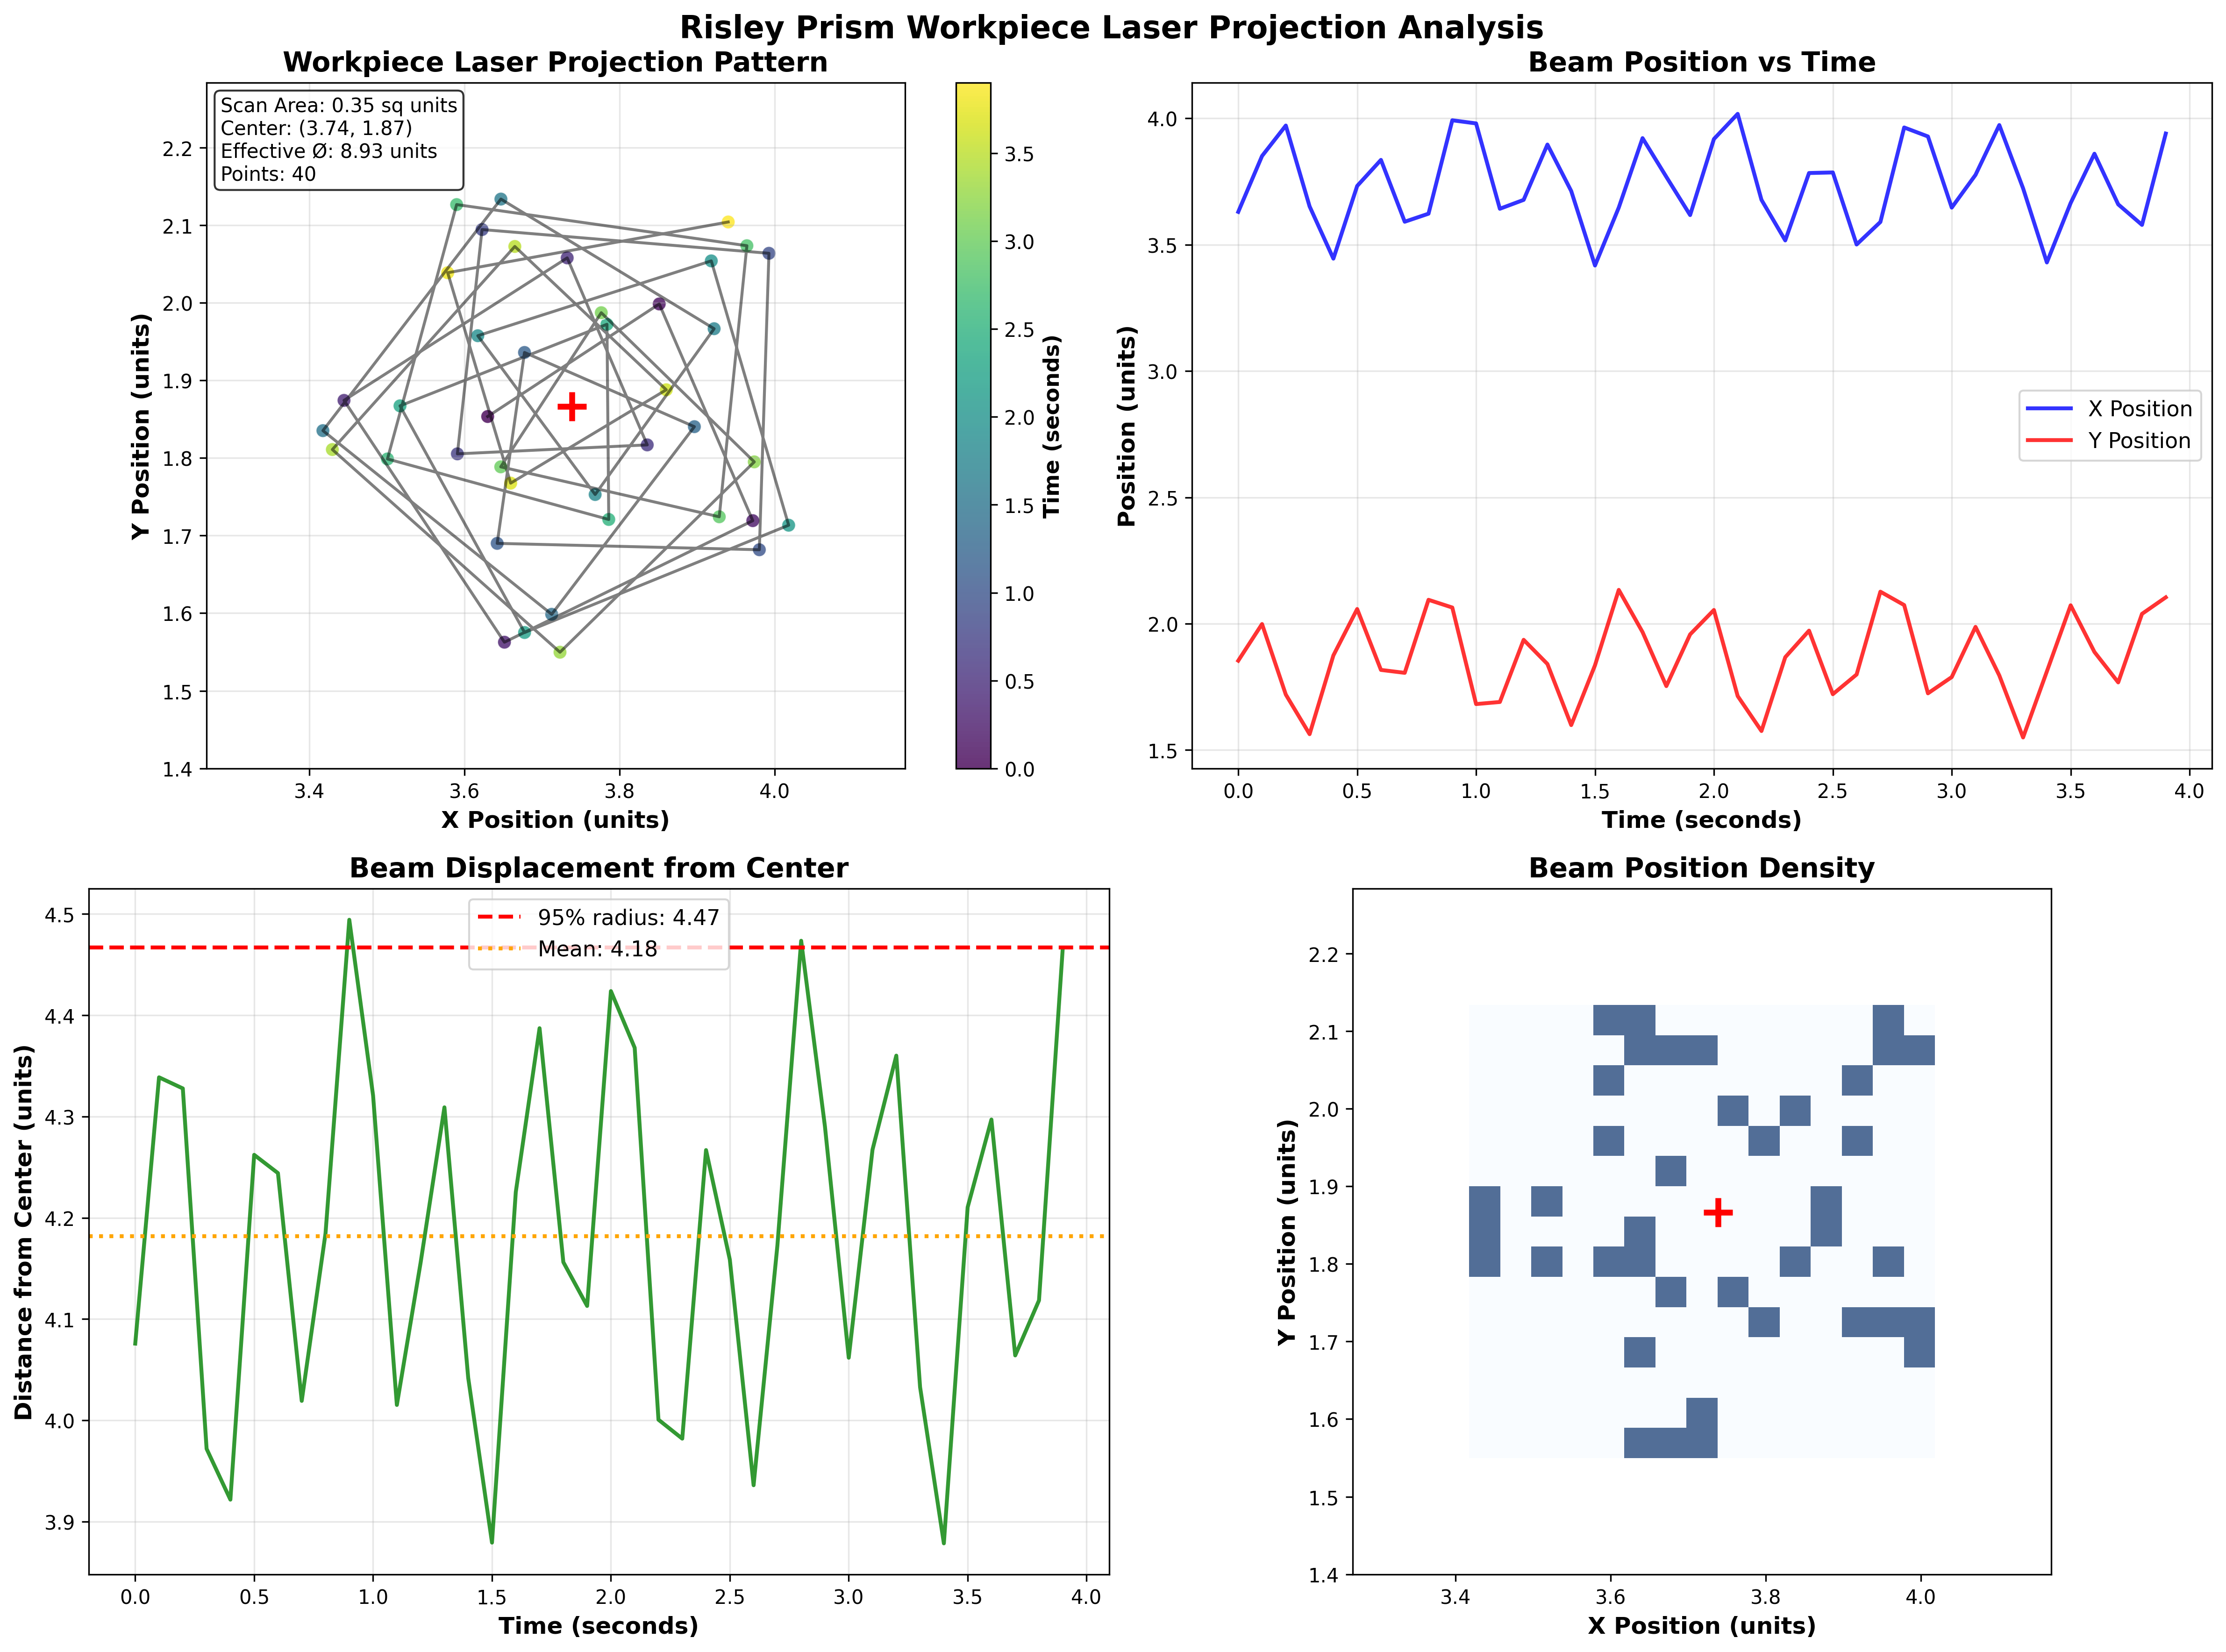 Risley Prism Workpiece Laser Projection Analysis
Workpiece Laser Projection Pattern
Scan Area: 0.35 sq units
Center: (3.74, 1.87)
Effective Ø: 8.93 units
Points: 40
2.2
2.1
2.0
1.9
1.8
1.7
1.6
1.5
1.4
Y Position (units)
3.4
3.6
3.8
4.0
X Position (units)
3.5
3.0
2.5
2.0
1.5
1.0
0.5
0.0
Time (seconds)
Beam Position vs Time
4.0
3.5
3.0
2.5
2.0
1.5
Position (units)
X Position
Y Position
0.0
0.5
1.0
1.5
2.0
2.5
3.0
3.5
4.0
Time (seconds)
Beam Displacement from Center
95% radius: 4.47
Mean: 4.18
4.5
4.4
4.3
4.2
4.1
4.0
3.9
Distance from Center (units)
0.0
0.5
1.0
1.5
2.0
2.5
3.0
3.5
4.0
Time (seconds)
Beam Position Density
2.2
2.1
2.0
1.9
1.8
1.7
1.6
1.5
1.4
Y Position (units)
3.4
3.6
3.8
4.0
X Position (units)